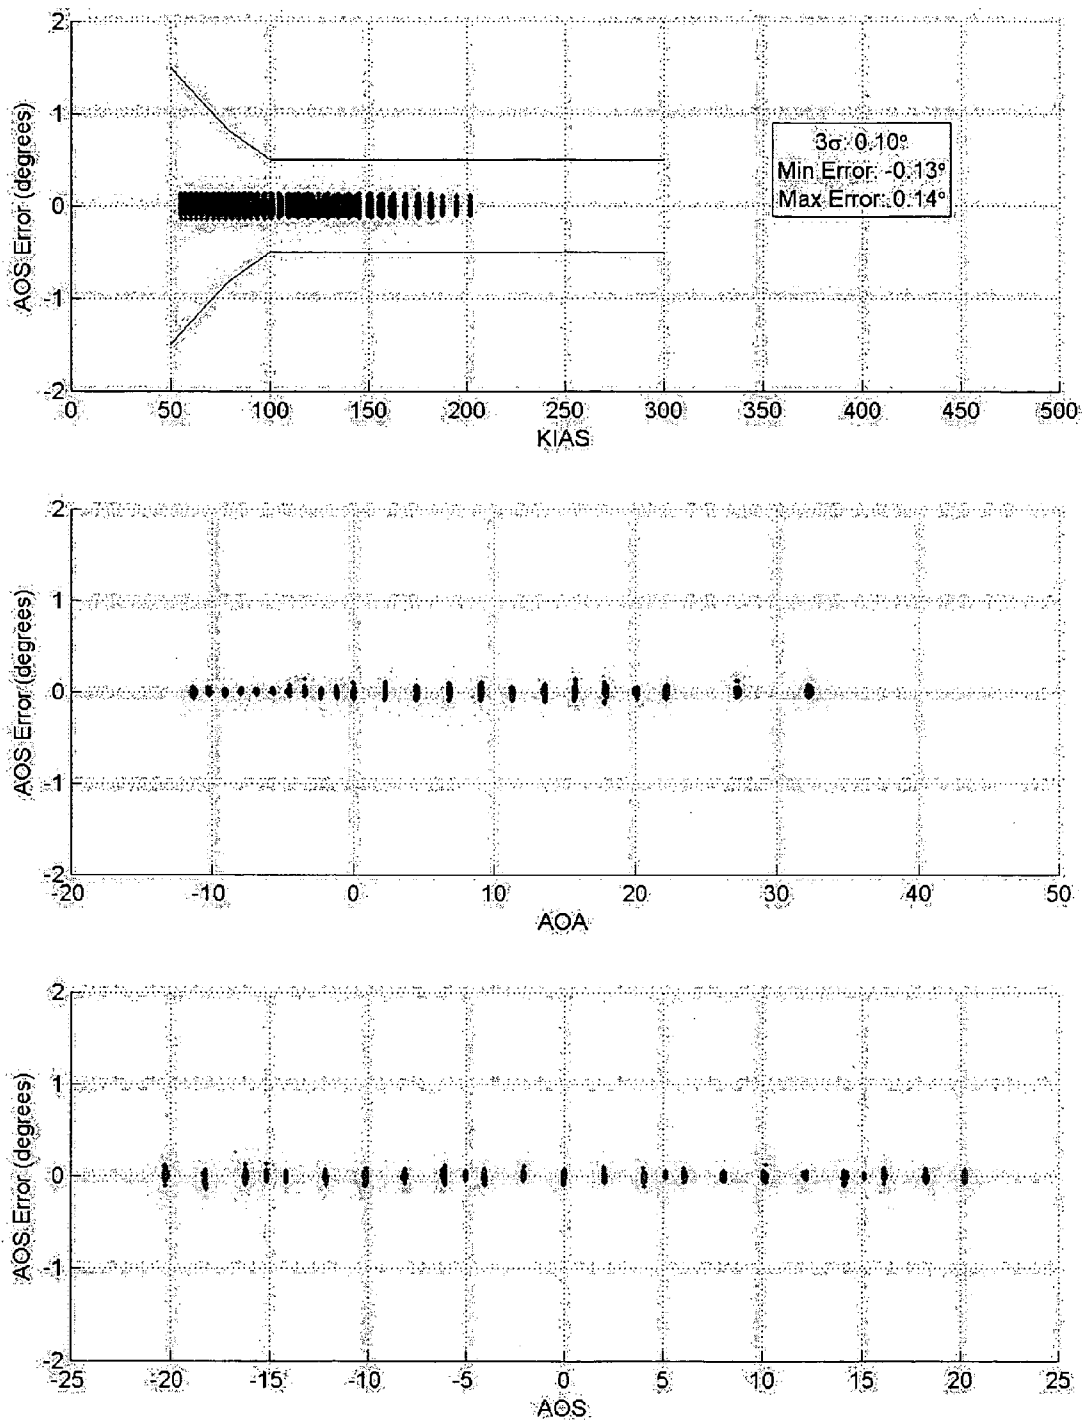 2
1
0
-1
-2
AOS Error (degrees)
3σ: 0.10°
Min Error: -0.13°
Max Error: 0.14°
0 50 100 150 200 250 300 350 400 450 500
KIAS
2
1
0
-1
-2
AOS Error (degrees)
-20 -10 0 10 20 30 40 50
AOA
2
1
0
-1
-2
AOS Error (degrees)
-25 -20 -15 -10 -5 0 5 10 15 20 25
AOS